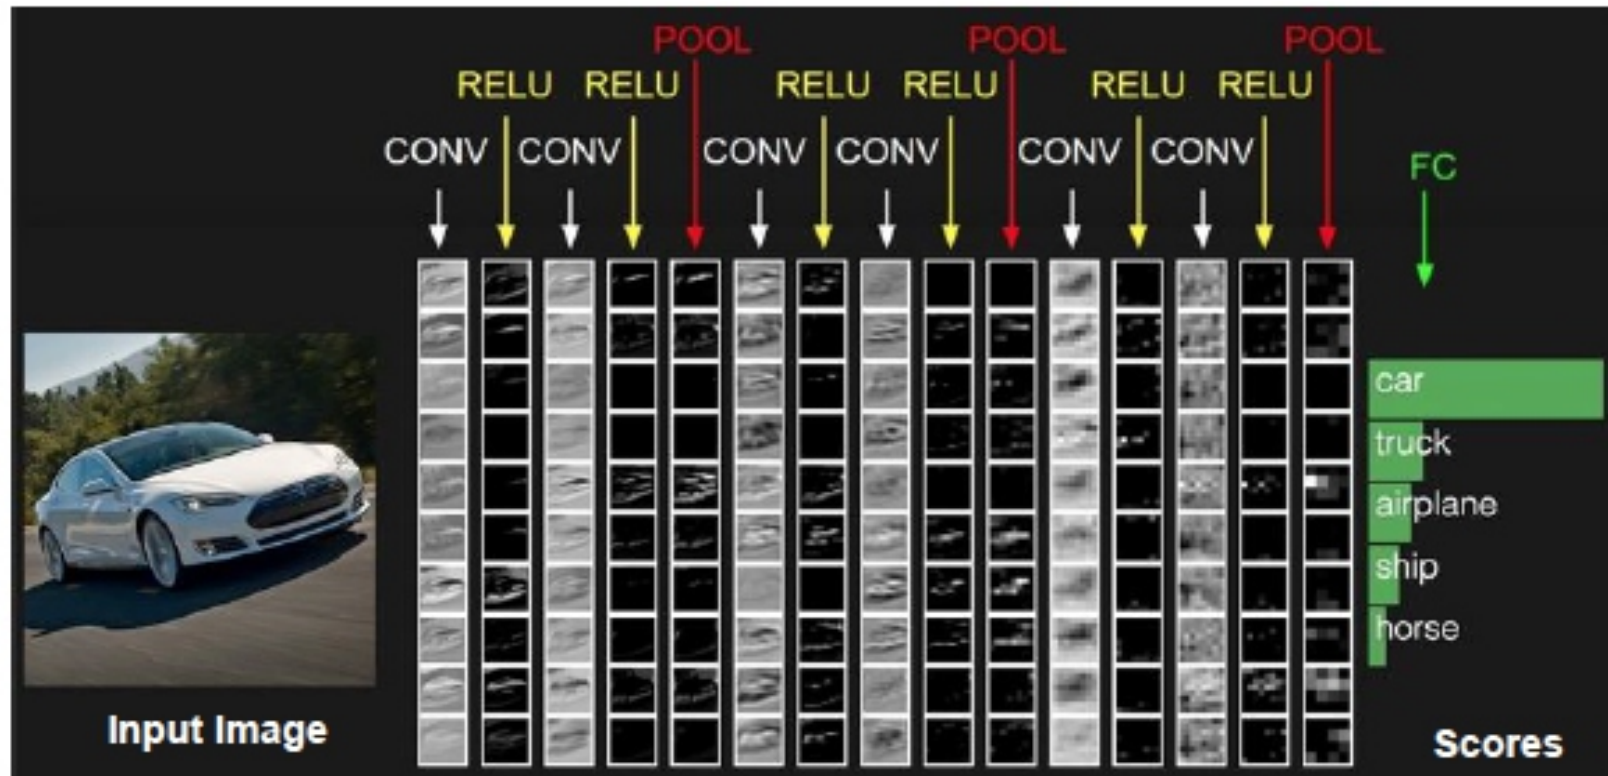 POOL POOL POOL
RELU RELU RELU RELU RELU RELU
CONV CONV CONV CONV CONV CONV
FC
car
truck
airplane
ship
horse
Input Image
Scores